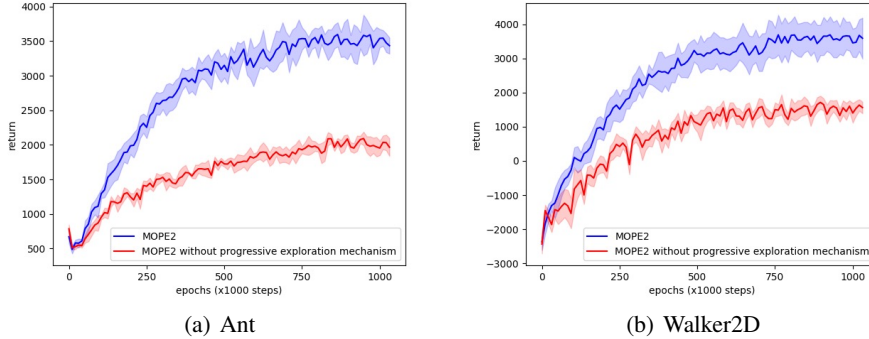 4000
3500
3000
2500
2000
1500
1000
500
return
0
250
500
750
1000
epochs (x1000 steps)
MOPE2
MOPE2 without progressive exploration mechanism
(a) Ant
4000
3000
2000
1000
0
−1000
−2000
−3000
return
0
250
500
750
1000
epochs (x1000 steps)
MOPE2
MOPE2 without progressive exploration mechanism
(b) Walker2D